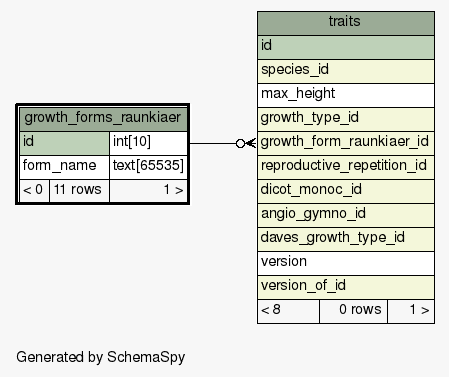 traits
id
species_id
max_height
growth_type_id
growth_form_raunkiaer_id
reproductive_repetition_id
dicot_monoc_id
angio_gymno_id
daves_growth_type_id
version
version_of_id
< 8 0 rows 1 >
growth_forms_raunkiaer
id int[10]
form_name text[65535]
< 0 11 rows 1 >
Generated by SchemaSpy